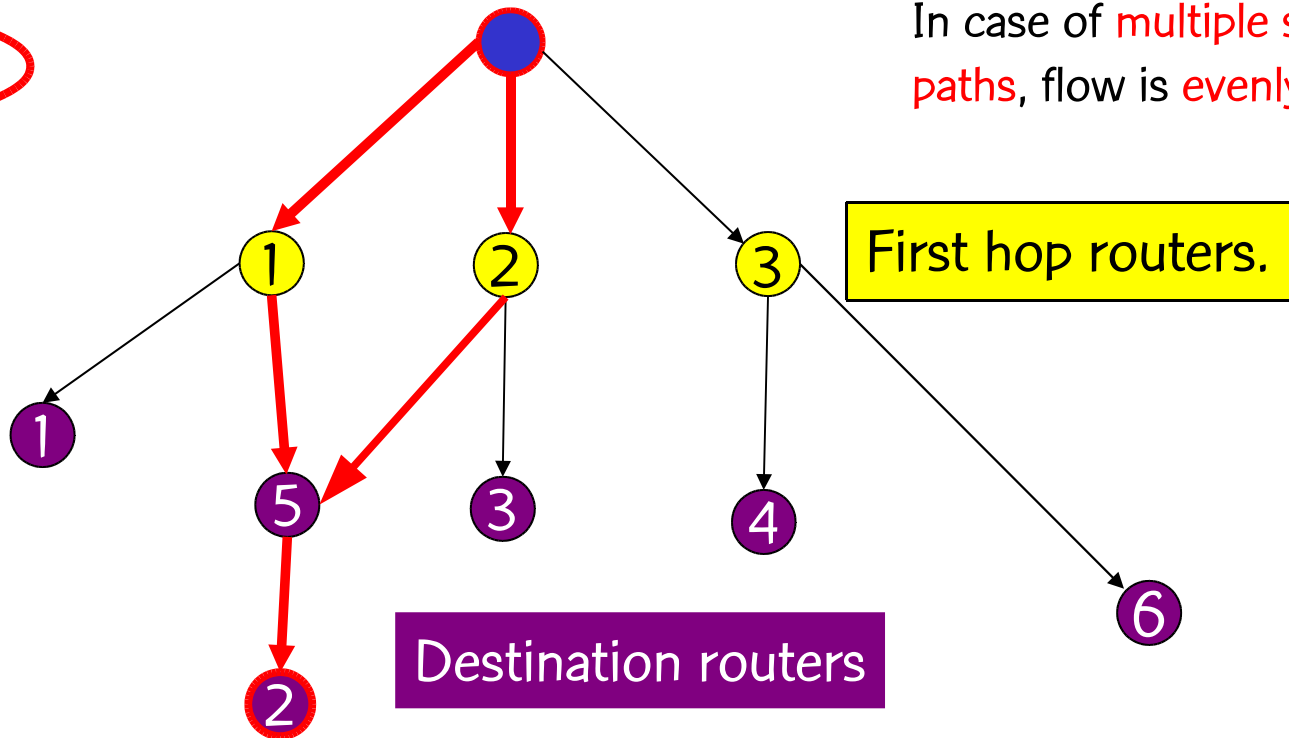 In case of multiple
paths, flow is evenly
1
2
3
First hop routers.
1
5
3
4
6
Destination routers
2